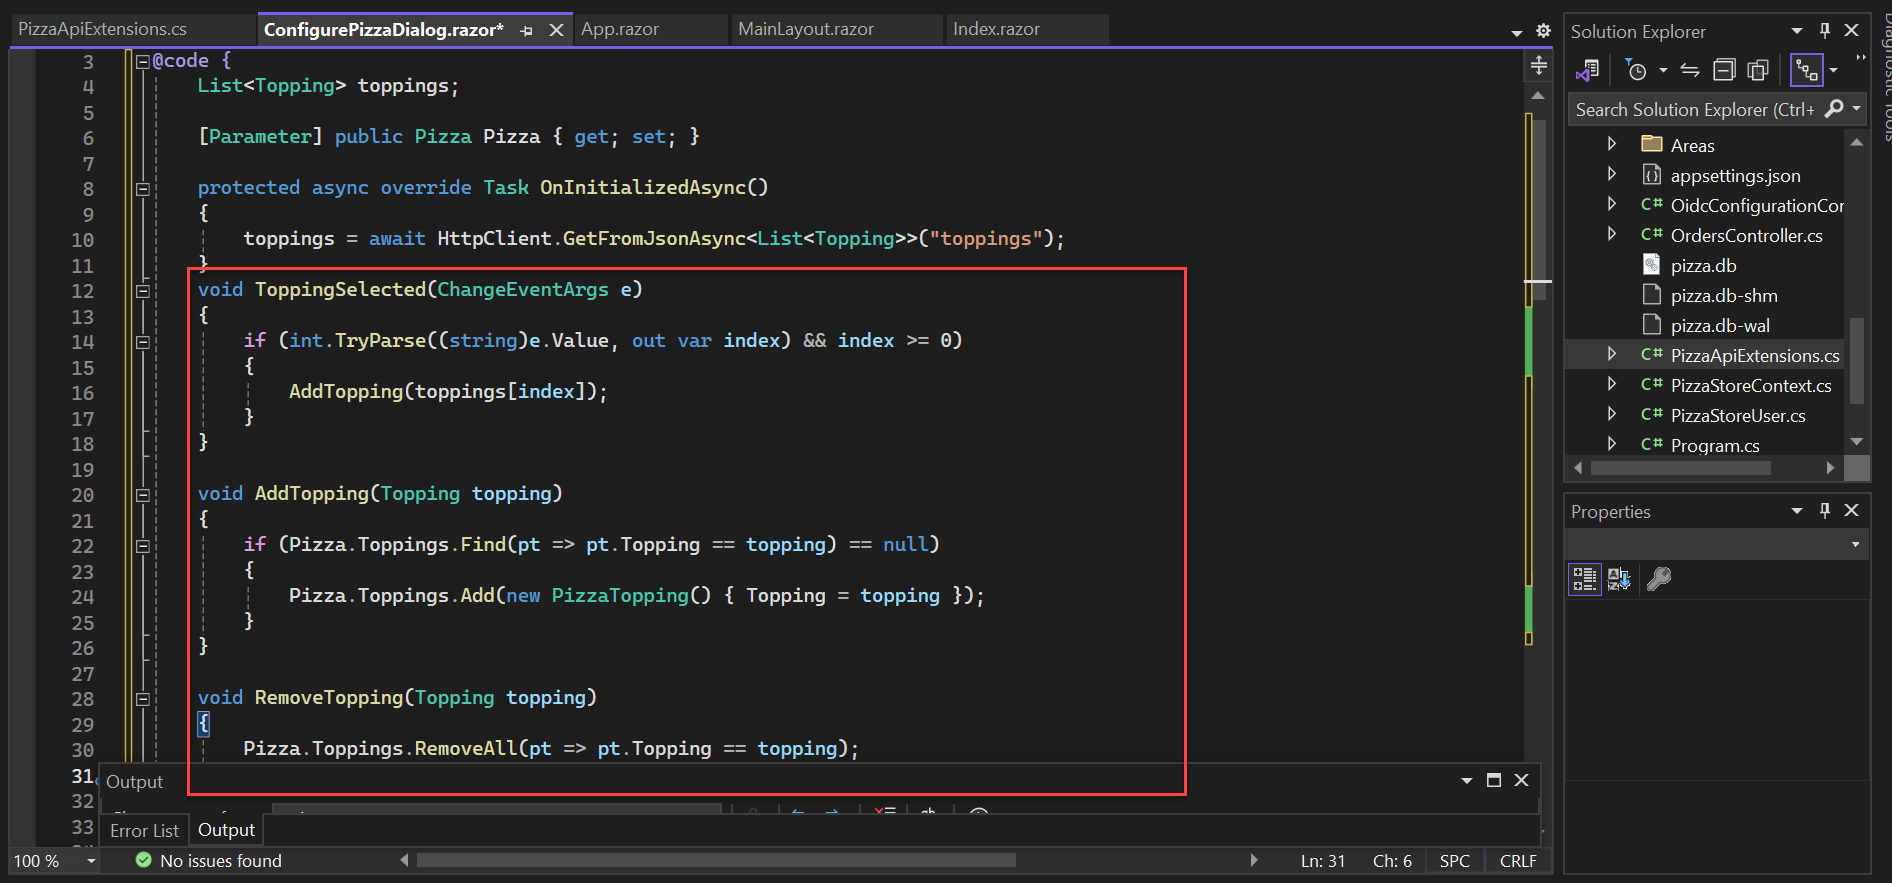 PizzaApiExtensions.cs
ConfigurePizzaDialog.razor*
App.razor
MainLayout.razor
Index.razor
3 @code {
4 List<Topping> toppings;
5
6 [Parameter] public Pizza Pizza { get; set; }
7
8 protected async override Task OnInitializedAsync()
9 {
10 toppings = await HttpClient.GetFromJsonAsync<List<Topping>>("toppings");
11 }
12 void ToppingSelected(ChangeEventArgs e)
13 {
14 if (int.TryParse((string)e.Value, out var index) && index >= 0)
15 {
16 AddTopping(toppings[index]);
17 }
18 }
19
20 void AddTopping(Topping topping)
21 {
22 if (Pizza.Toppings.Find(pt => pt.Topping == topping) == null)
23 {
24 Pizza.Toppings.Add(new PizzaTopping() { Topping = topping });
25 }
26 }
27
28 void RemoveTopping(Topping topping)
29 {
30 Pizza.Toppings.RemoveAll(pt => pt.Topping == topping);
31
32
33
Output
Error List
Output
100 %
No issues found
Ln: 31
Ch: 6
SPC
CRLF
Solution Explorer
Search Solution Explorer (Ctrl+
Areas
appsettings.json
C# OidcConfigurationCor
C# OrdersController.cs
pizza.db
pizza.db-shm
pizza.db-wal
C# PizzaApiExtensions.cs
C# PizzaStoreContext.cs
C# PizzaStoreUser.cs
C# Program.cs
Properties
Diagnostic Tools